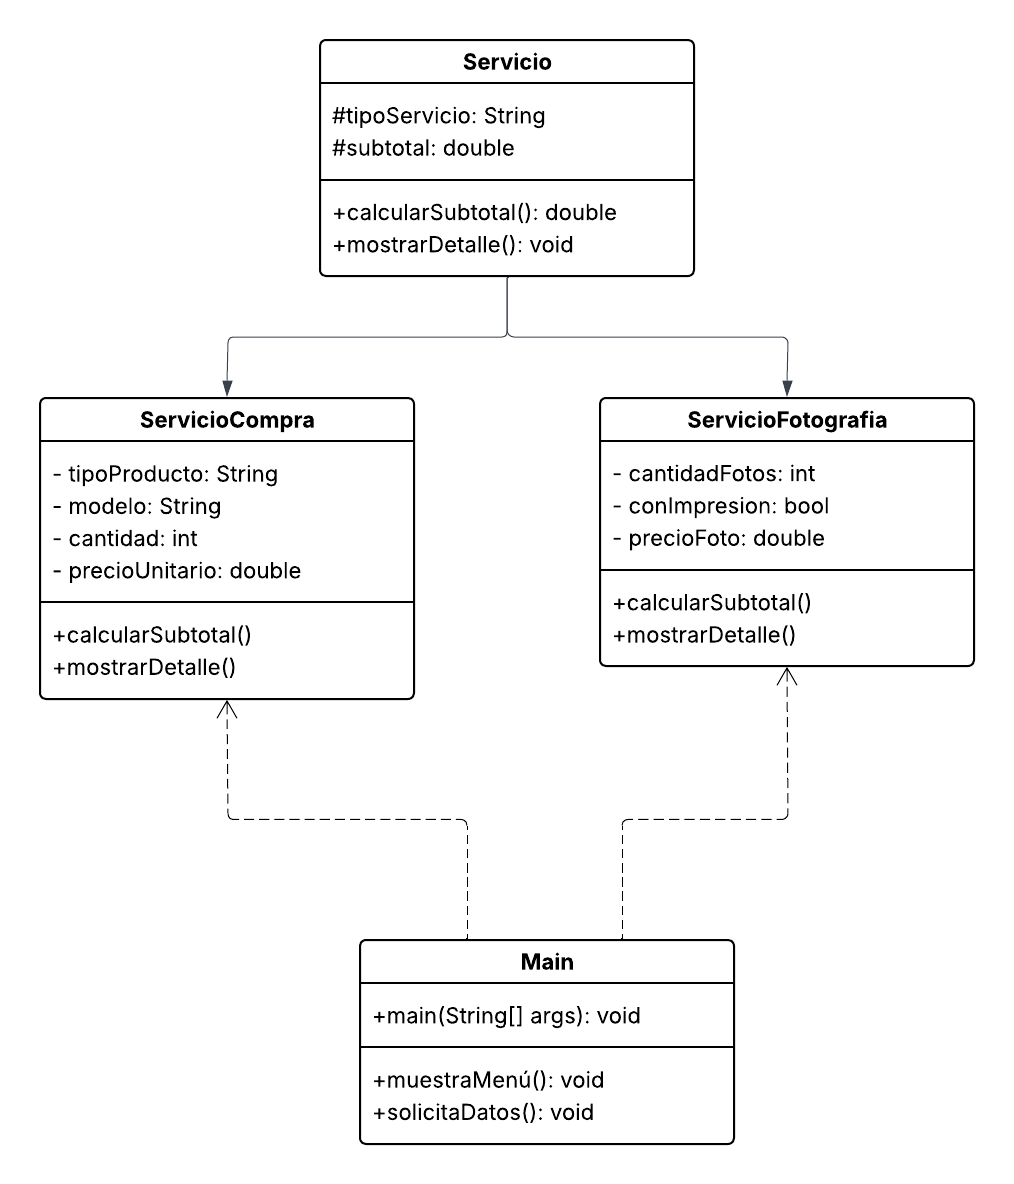 Servicio
#tipoServicio: String
#subtotal: double
+calcularSubtotal(): double
+mostrarDetalle(): void
ServicioCompra
- tipoProducto: String
- modelo: String
- cantidad: int
- precioUnitario: double
+calcularSubtotal()
+mostrarDetalle()
ServicioFotografia
- cantidadFotos: int
- conImpresion: bool
- precioFoto: double
+calcularSubtotal()
+mostrarDetalle()
Main
+main(String[] args): void
+muestraMenú(): void
+solicitaDatos(): void